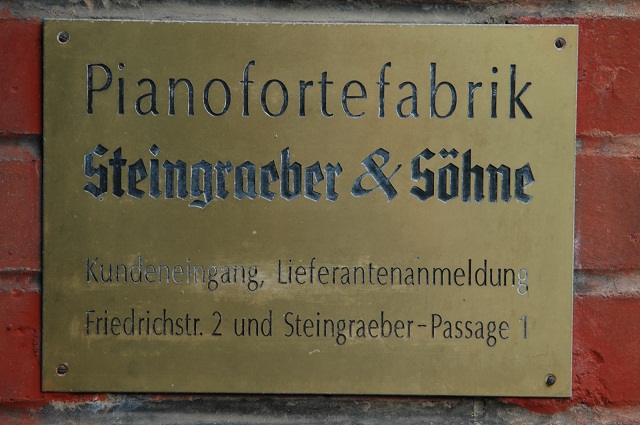 Pianofortefabrik
Steingraeber & Söhne
Kundeneingang, Lieferantenanmeldung
Friedrichstr. 2 und Steingraeber-Passage 1